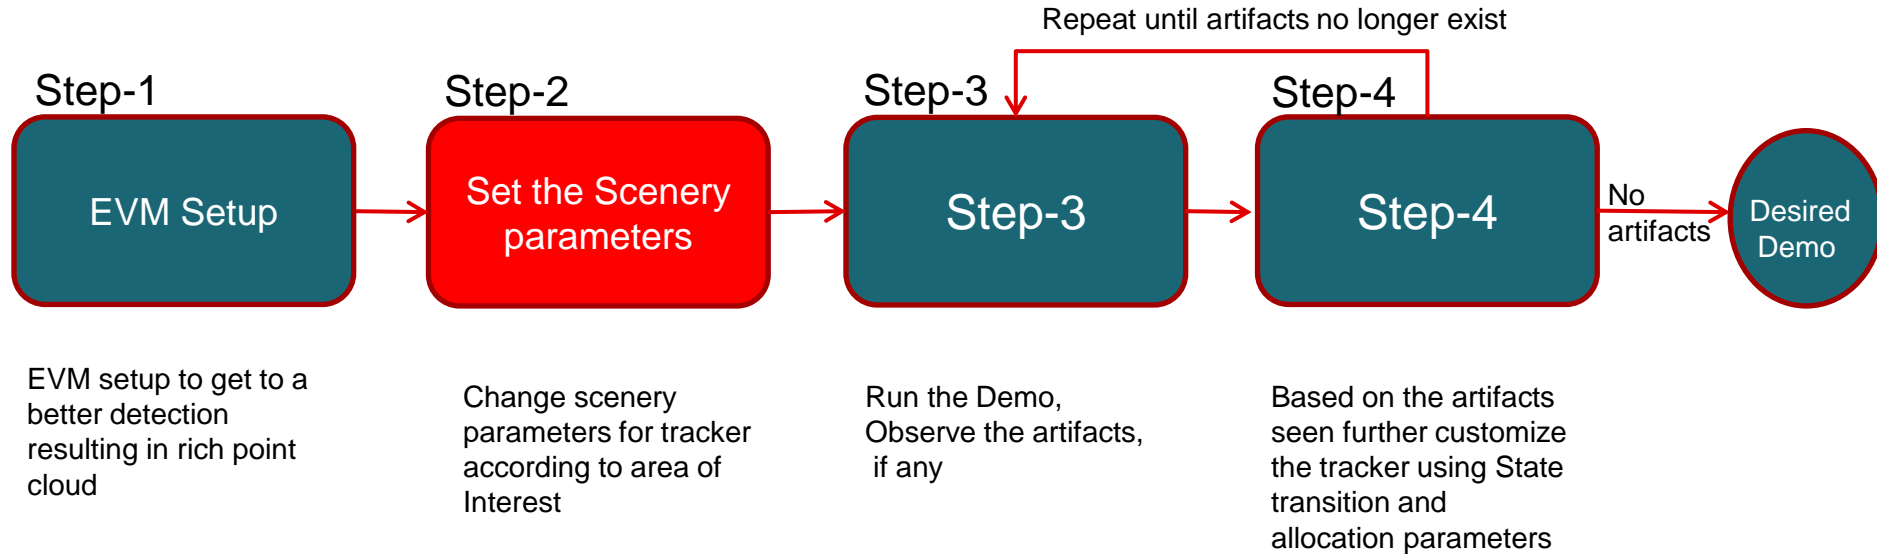 Repeat until artifacts no longer exist
Step-1
Step-2
Step-3
Step-4
EVM Setup
Set the Scenery
parameters
Step-3
Step-4
No
artifacts
Desired
Demo
EVM setup to get to a
better detection
resulting in rich point
cloud
Change scenery
parameters for tracker
according to area of
Interest
Run the Demo,
Observe the artifacts,
if any
Based on the artifacts
seen further customize
the tracker using State
transition and
allocation parameters